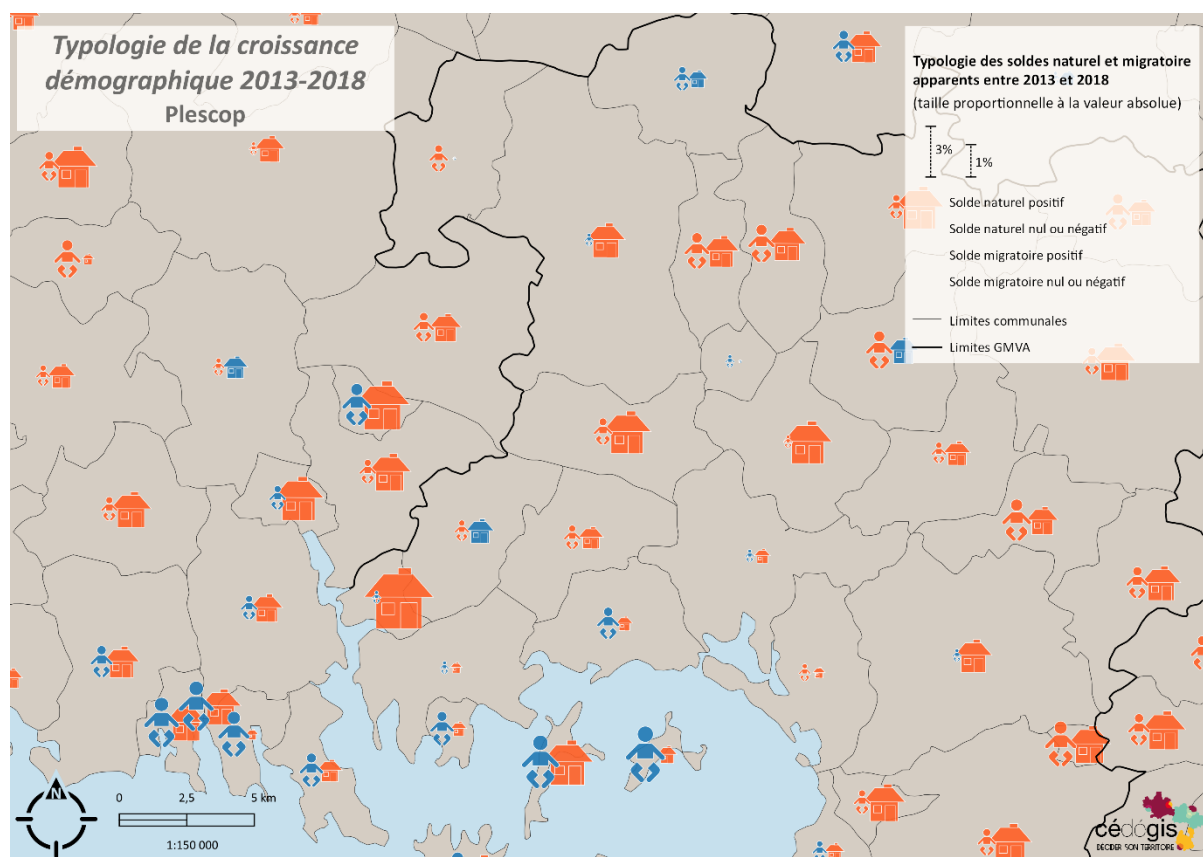 Typologie de la croissance
démographique 2013-2018
Plescop
Typologie des soldes naturel et migratoire
apparents entre 2013 et 2018
(taille proportionnelle à la valeur absolue)
3%
1%
Solde naturel positif
Solde naturel nul ou négatif
Solde migratoire positif
Solde migratoire nul ou négatif
Limites communales
Limites GMVA
N
0 2,5 5 km
1:150 000
cédégis
DÉCIDER SON TERRITOIRE